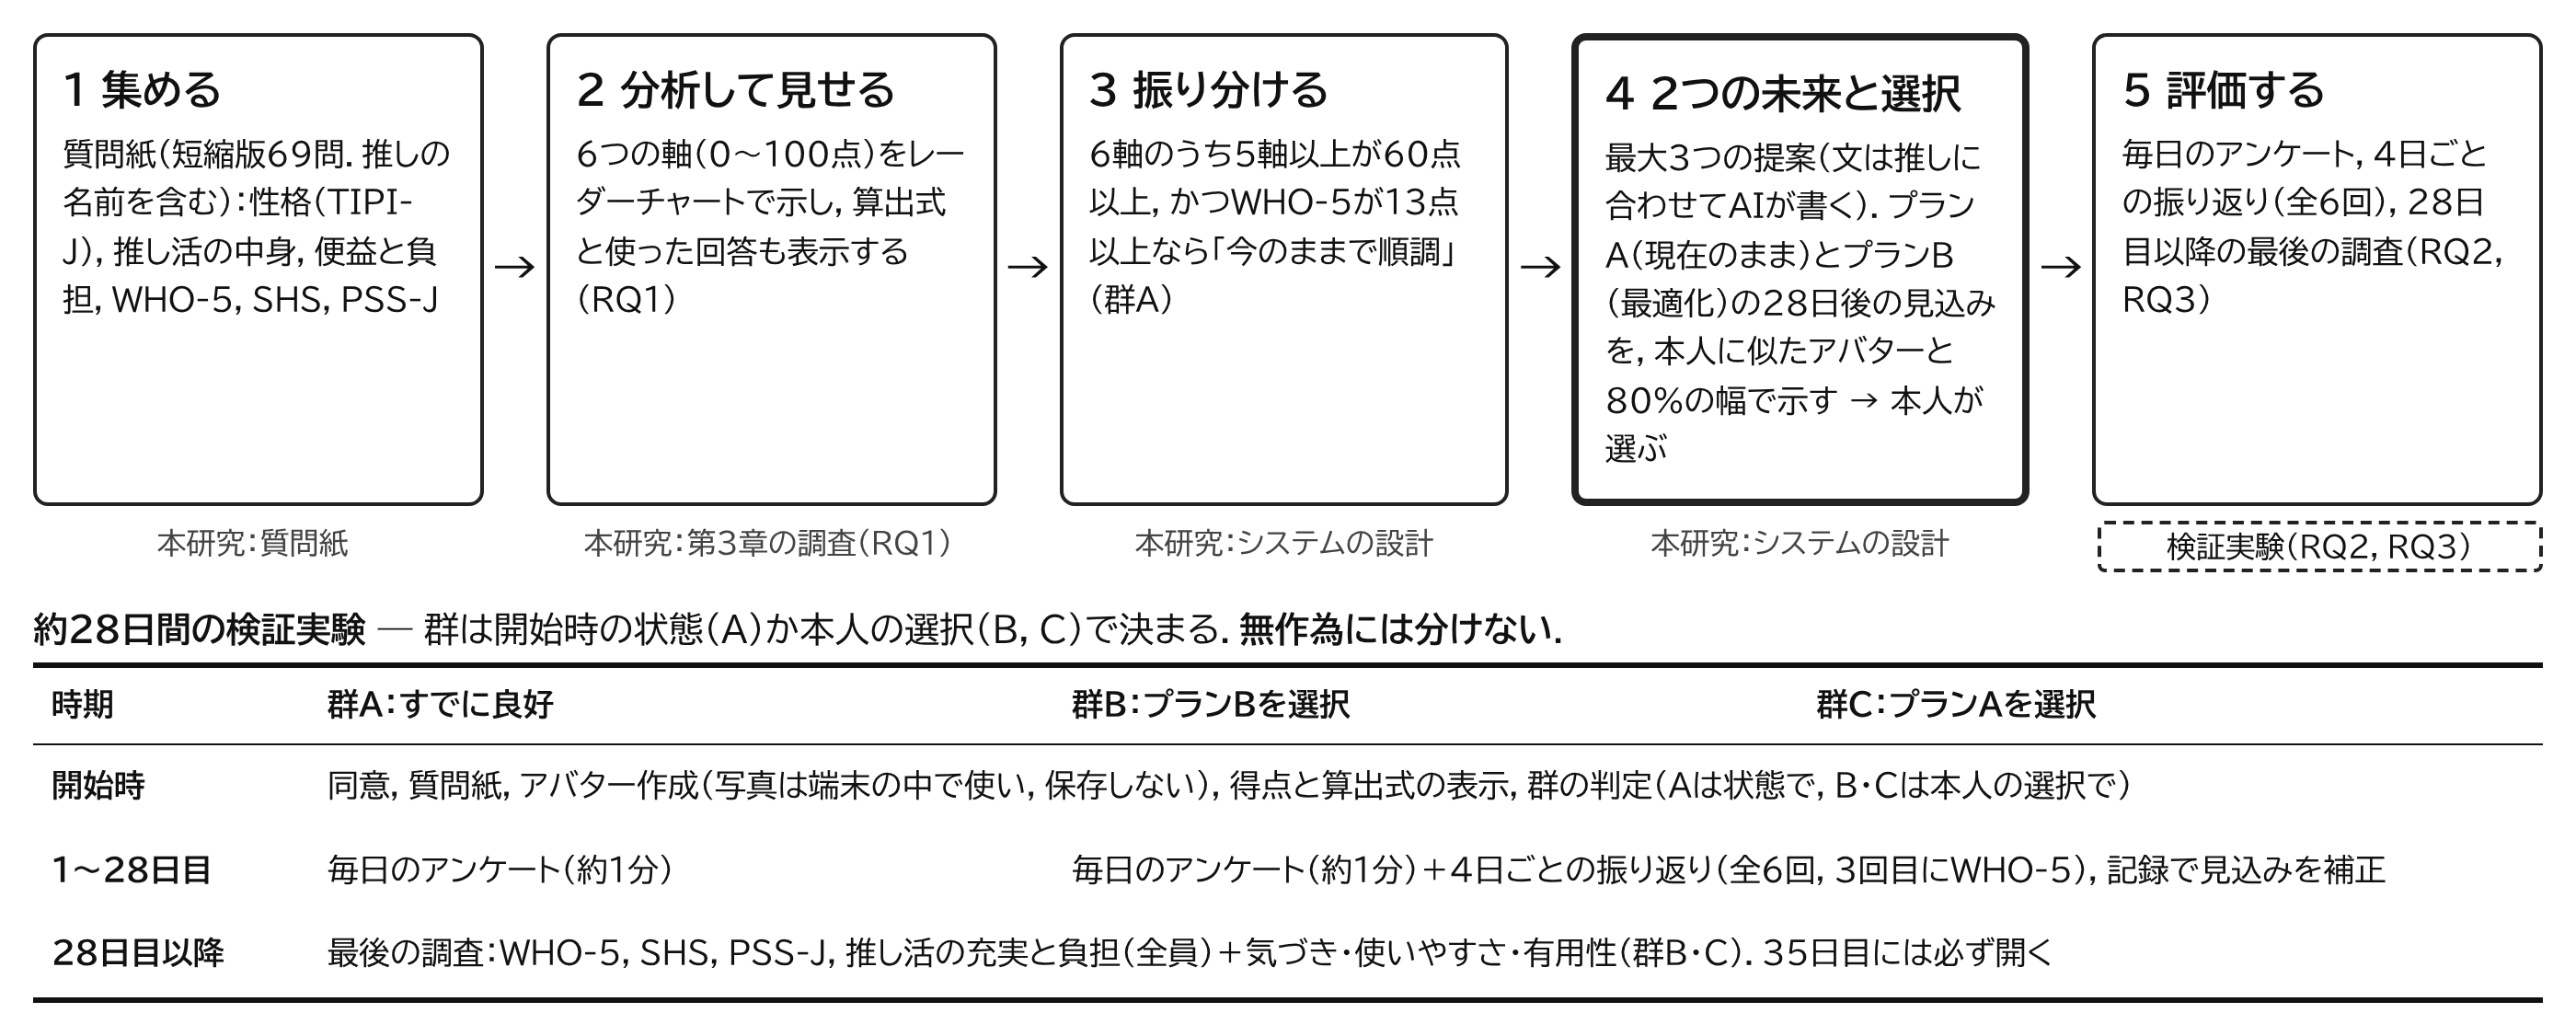 1 集める
質問紙（短縮版69問．推しの
名前を含む）：性格（TIPI-
J），推し活の中身，便益と負
担，WHO-5，SHS，PSS-J
→
2 分析して見せる
6つの軸（0～100点）をレー
ダーチャートで示し，算出式
と使った回答も表示する
（RQ1）
→
3 振り分ける
6軸のうち5軸以上が60点
以上，かつWHO-5が13点
以上なら「今のままで順調」
（群A）
→
4 2つの未来と選択
最大3つの提案（文は推しに
合わせてAIが書く）．プラン
A（現在のまま）とプランB
（最適化）の28日後の見込み
を，本人に似たアバターと
80%の幅で示す → 本人が
選ぶ
→
5 評価する
毎日のアンケート，4日ごと
の振り返り（全6回），28日
目以降の最後の調査（RQ2，
RQ3）
本研究：質問紙
本研究：第3章の調査（RQ1）
本研究：システムの設計
本研究：システムの設計
検証実験（RQ2，RQ3）
約28日間の検証実験 — 群は開始時の状態（A）か本人の選択（B，C）で決まる．無作為には分けない．
時期 群A：すでに良好 群B：プランBを選択 群C：プランAを選択
開始時 同意，質問紙，アバター作成（写真は端末の中で使い，保存しない），得点と算出式の表示，群の判定（Aは状態で，B・Cは本人の選択で）
1～28日目 毎日のアンケート（約1分） 毎日のアンケート（約1分）＋4日ごとの振り返り（全6回，3回目にWHO-5），記録で見込みを補正
28日目以降 最後の調査：WHO-5，SHS，PSS-J，推し活の充実と負担（全員）＋気づき・使いやすさ・有用性（群B・C）．35日目には必ず開く